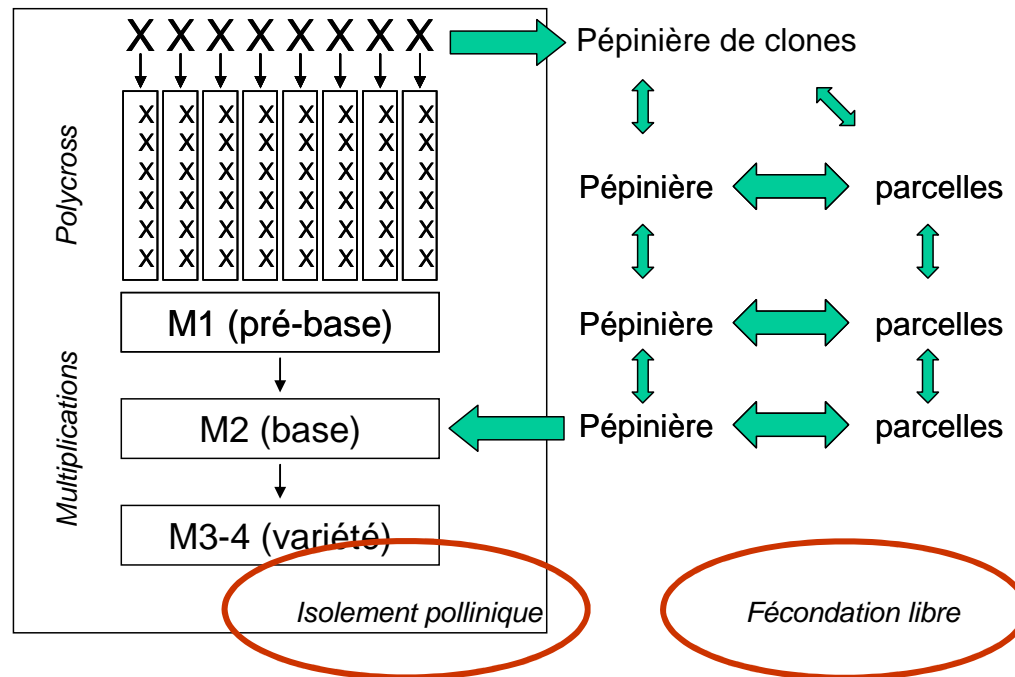 X X X X X X X X
Pépinière de clones
Polycross
x x x x x x x x
x x x x x x x x
x x x x x x x x
x x x x x x x x
x x x x x x x x
x x x x x x x x
Pépinière
parcelles
Multiplications
M1 (pré-base)
Pépinière
parcelles
M2 (base)
Pépinière
parcelles
M3-4 (variété)
Isolement pollinique
Fécondation libre